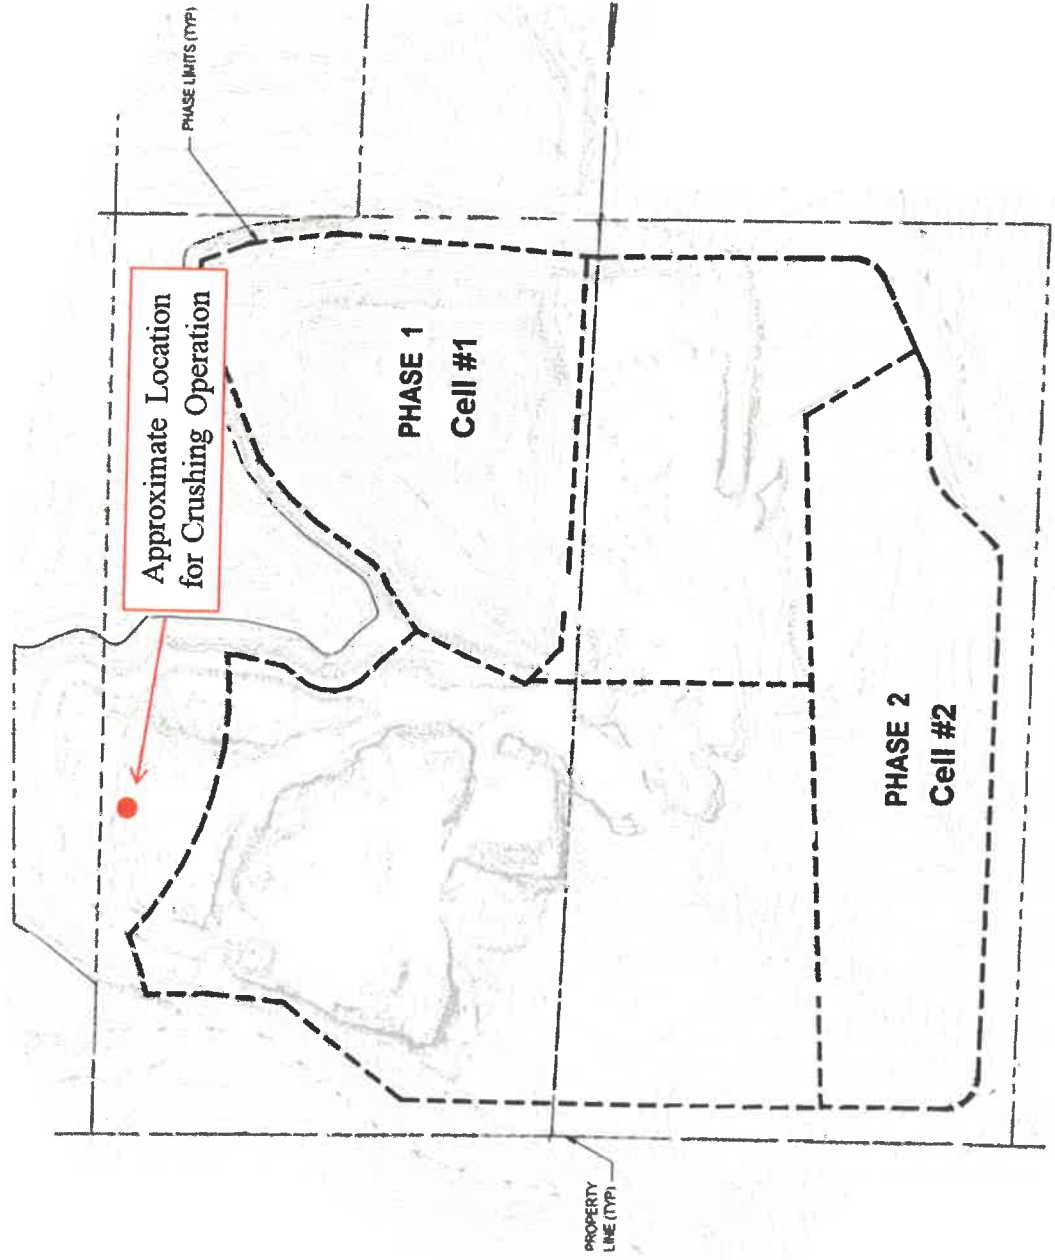 PHASE LIMITS (TYP)
Approximate Location
for Crushing Operation
PHASE 1
Cell #1
PHASE 2
Cell #2
PROPERTY
LINE (TYP)